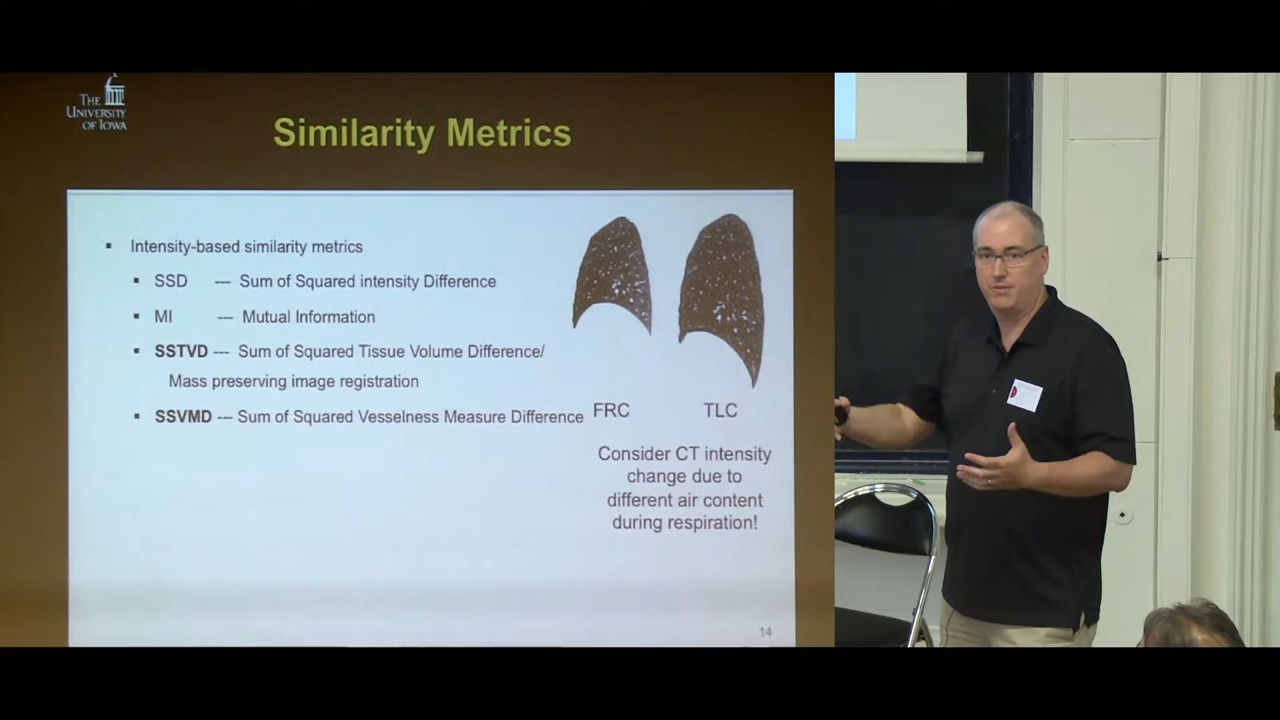 THE
UNIVERSITY
OF IOWA
Similarity Metrics
▪ Intensity-based similarity metrics
▪ SSD --- Sum of Squared intensity Difference
▪ MI --- Mutual Information
▪ SSTVD --- Sum of Squared Tissue Volume Difference/
Mass preserving image registration
▪ SSVMD --- Sum of Squared Vesselness Measure Difference
FRC
TLC
Consider CT intensity
change due to
different air content
during respiration!
14